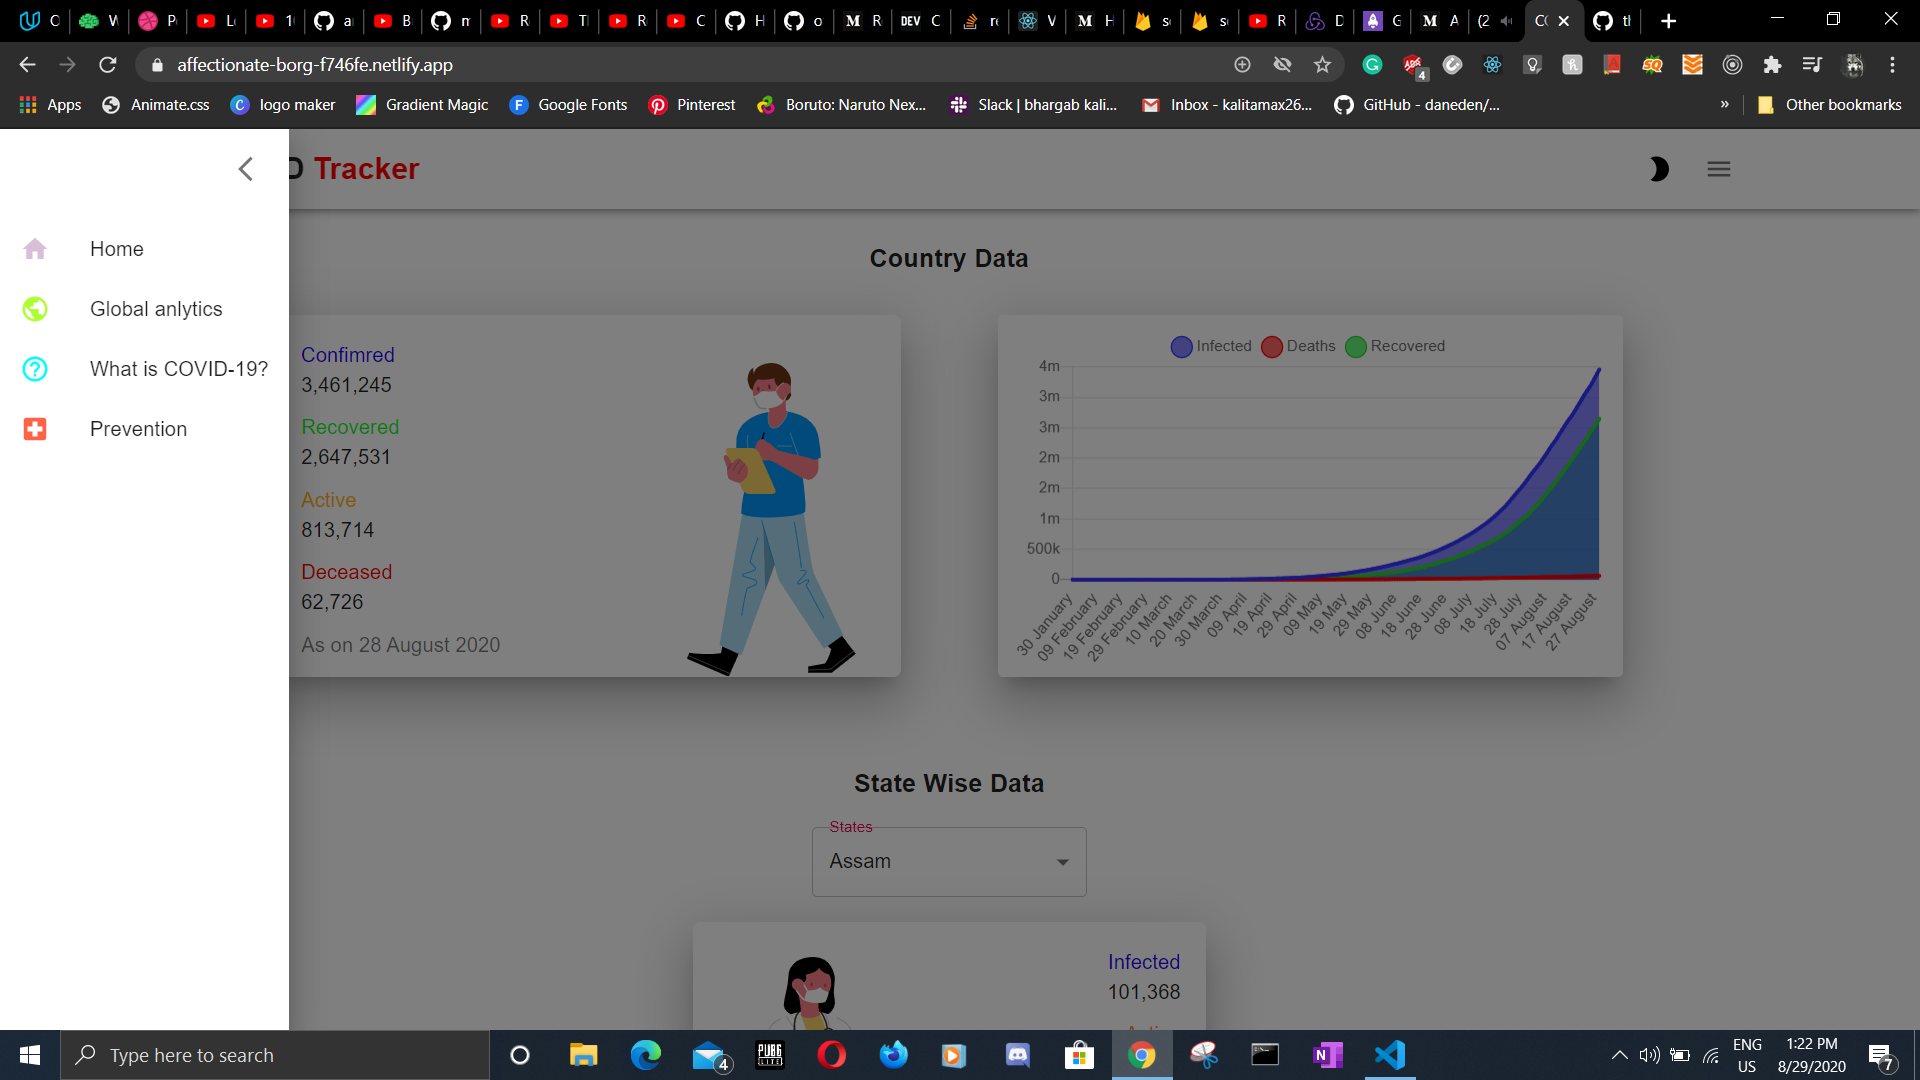 affectionate-borg-f746fe.netlify.app
4
Apps
Animate.css
logo maker
Gradient Magic
Google Fonts
Pinterest
Boruto: Naruto Nex...
Slack | bhargab kali...
Inbox - kalitamax26...
GitHub - daneden/...
»
Other bookmarks
D Tracker
Home
Global anlytics
What is COVID-19?
Prevention
Country Data
Confimred
3,461,245
Recovered
2,647,531
Active
813,714
Deceased
62,726
As on 28 August 2020
Infected Deaths Recovered
4m
3m
3m
2m
2m
1m
500k
0
30 January
09 February
19 February
29 February
10 March
20 March
30 March
09 April
19 April
29 April
09 May
19 May
29 May
08 June
18 June
28 June
08 July
18 July
28 July
07 August
17 August
27 August
State Wise Data
States
Assam
Infected
101,368
Type here to search
4
PUBG LITE
ENG
US
1:22 PM
8/29/2020
7